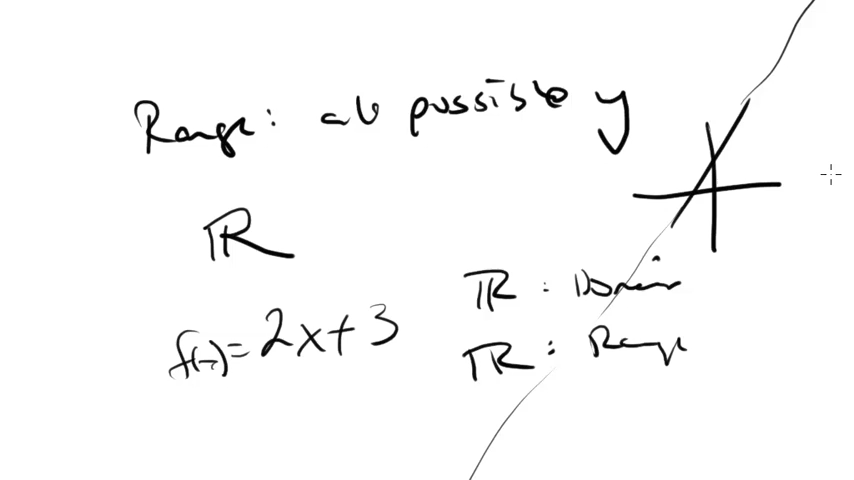 Range: all possible y
ℝ
ℝ : Domain
f(x)=2x+3
ℝ : Range